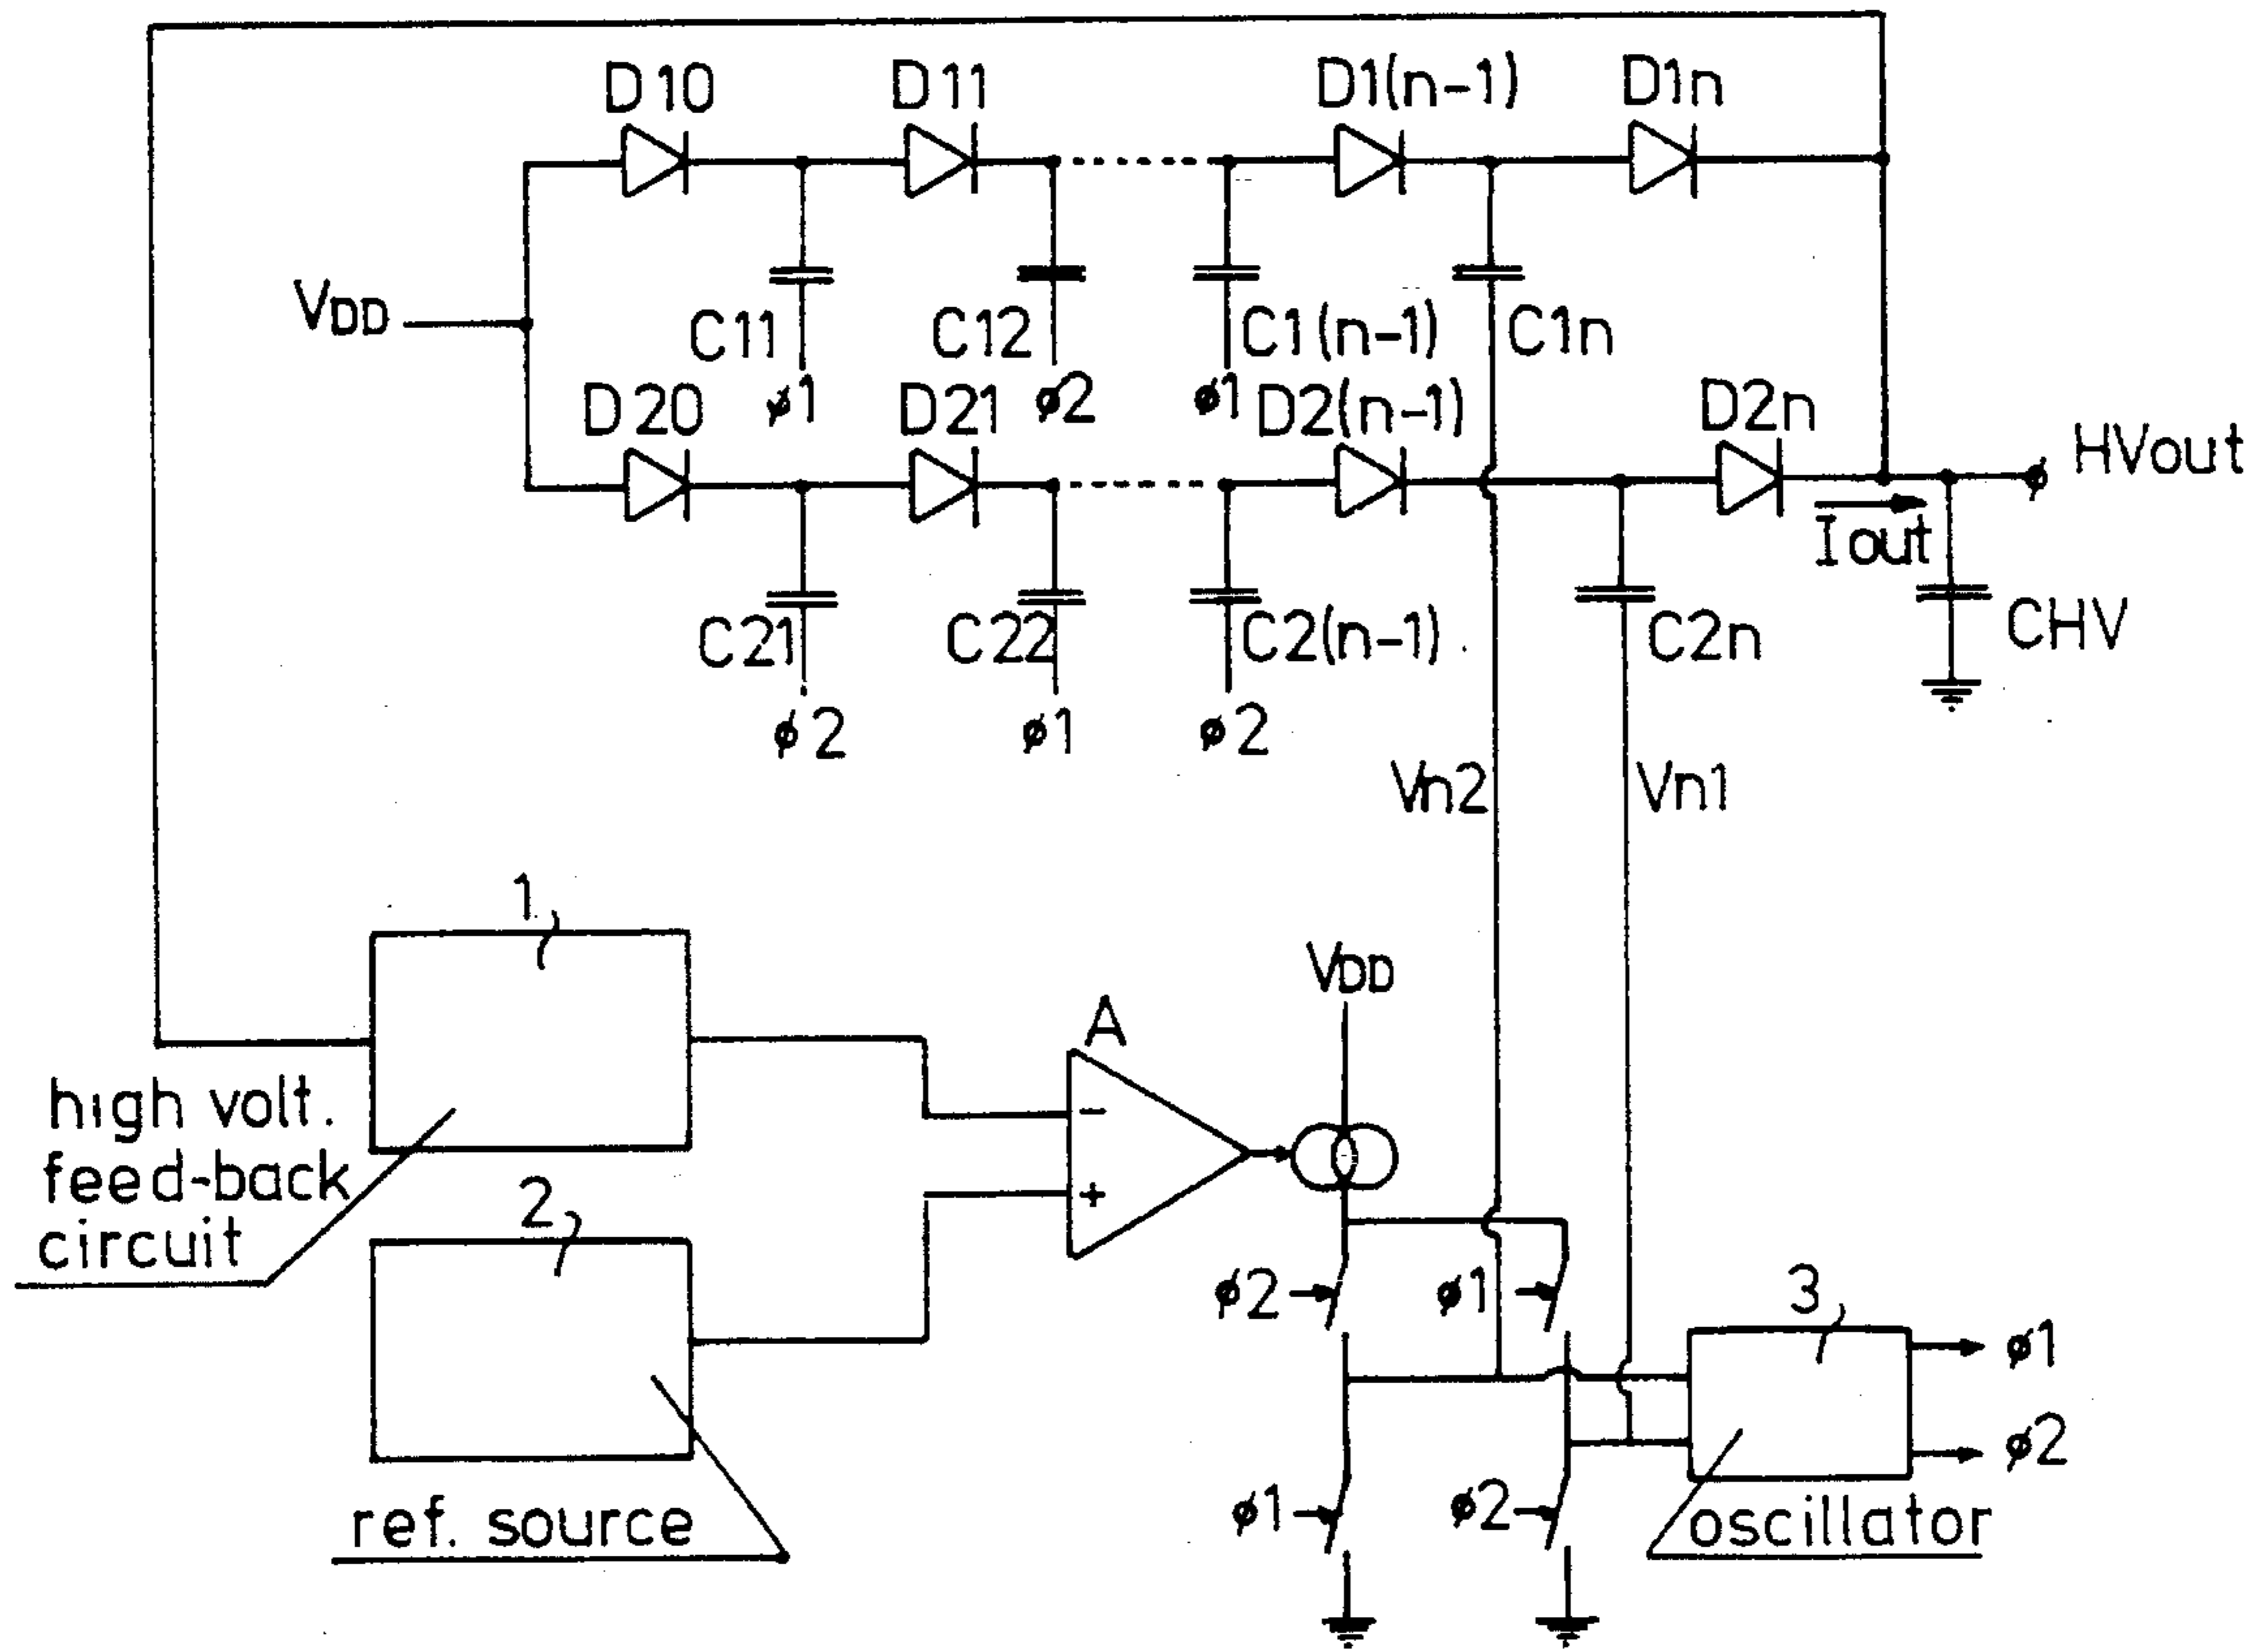 D10 D11 D1(n-1) D1n
VDD
C11 C12 C1(n-1) C1n
ø1 ø2 ø1
D20 D21 D2(n-1) D2n
HVout
Iout
C21 C22 C2(n-1) C2n CHV
ø2 ø1 ø2
Vn2 Vn1
1
VDD
A
high volt.
feed-back
circuit
-
+
2
ø2 ø1
3
ø1
ø2
ø1 ø2
ref. source
oscillator